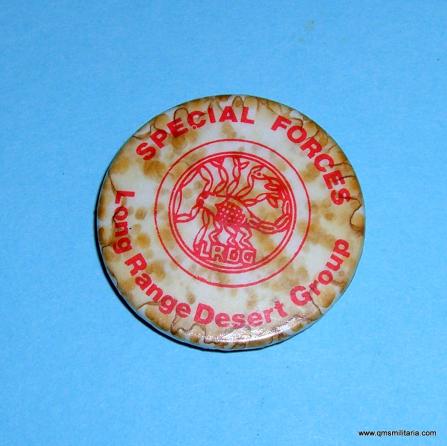 SPECIAL FORCES
LRDG
Long Range Desert Group
www.qmsmilitaria.com